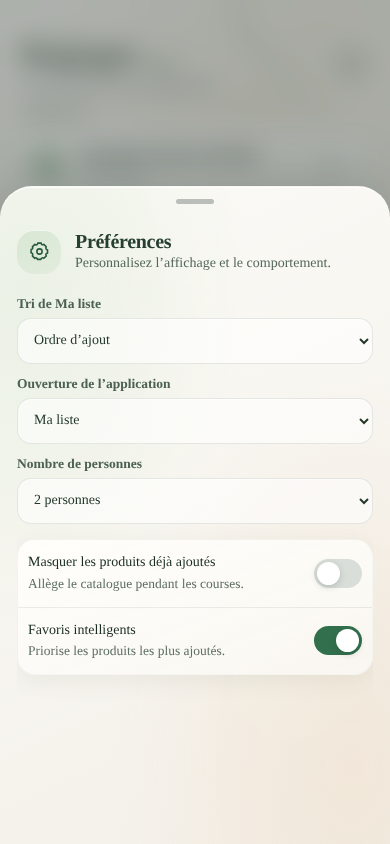 Préférences
Personnalisez l’affichage et le comportement.
Tri de Ma liste
Ordre d’ajout
Ouverture de l’application
Ma liste
Nombre de personnes
2 personnes
Masquer les produits déjà ajoutés
Allège le catalogue pendant les courses.
Favoris intelligents
Priorise les produits les plus ajoutés.